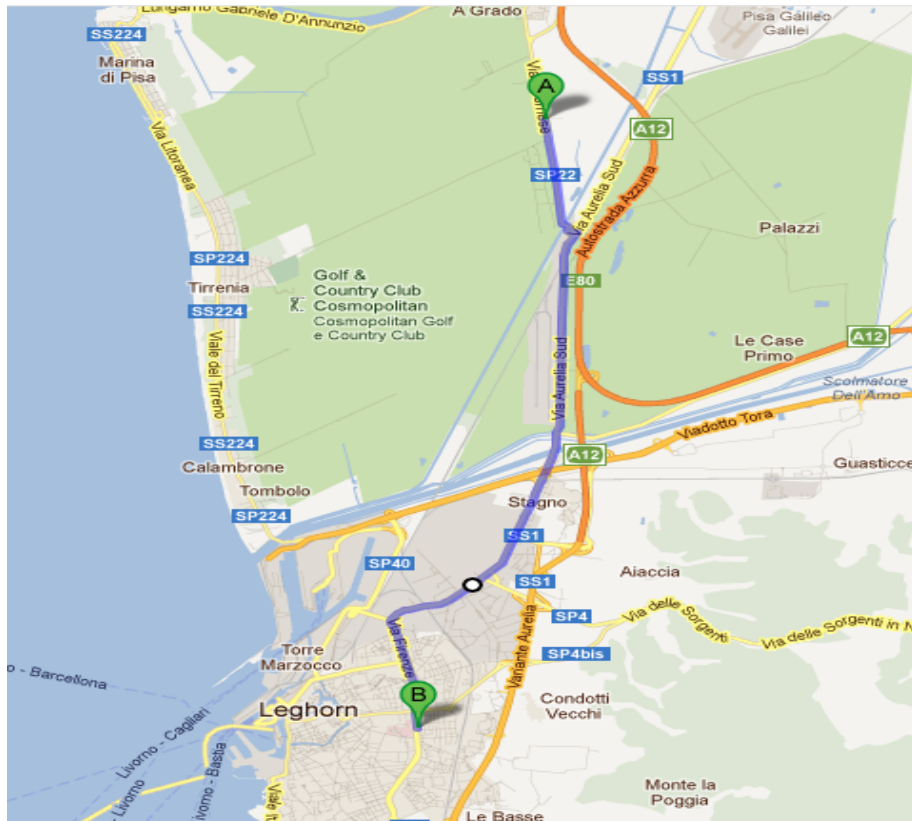 Lungarno Gabriele D'Annunzio
A Grado
Pisa Galileo
Galilei
SS224
Marina
di Pisa
SS1
A
A12
Via Litoranea
SP22
Via Aurelia Sud
Autostrada Azzurra
Palazzi
SP224
Tirrenia
SS224
Golf &
Country Club
Cosmopolitan
Cosmopolitan Golf
e Country Club
E80
Le Case
Primo
A12
Viale del Tirreno
Via Aurelia Sud
Scolmatore
Dell'Arno
Viadotto Tora
SS224
Calambrone
A12
Guasticce
Tombolo
Stagno
SP224
SS1
SP40
SS1
Aiaccia
SP4
Via delle Sorgenti
Via delle Sorgenti in N
Via Firenze
Variante Aurelia
Torre
Marzocco
SP4bis
o - Barcellona
B
Leghorn
Condotti
Vecchi
Livorno - Cagliari
Livorno
ivorno - Bastia
Viale It
Monte la
Poggia
Le Basse